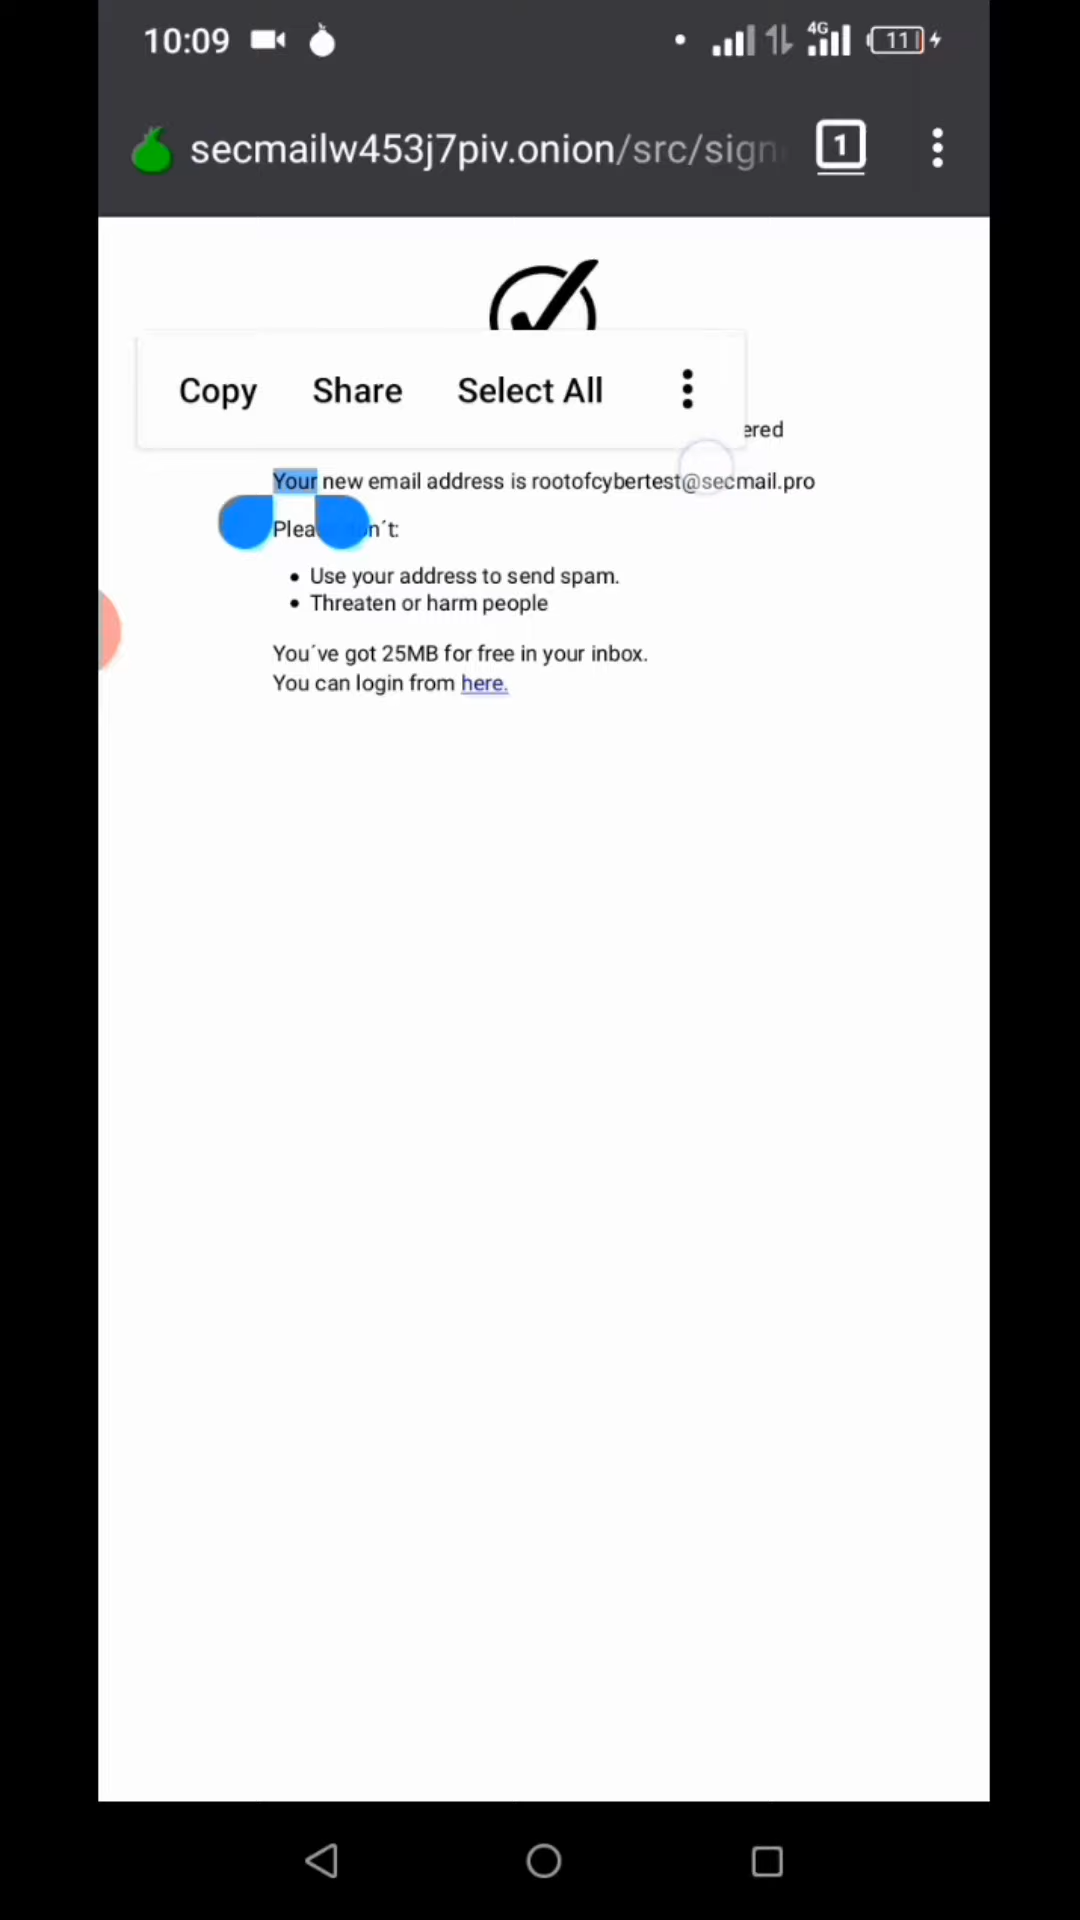 10:09
4G
11
secmailw453j7piv.onion/src/sign
1
Copy Share Select All
ered
Your new email address is rootofcybertest@secmail.pro
Plea n´t:
Use your address to send spam.
Threaten or harm people
You´ve got 25MB for free in your inbox.
You can login from here.